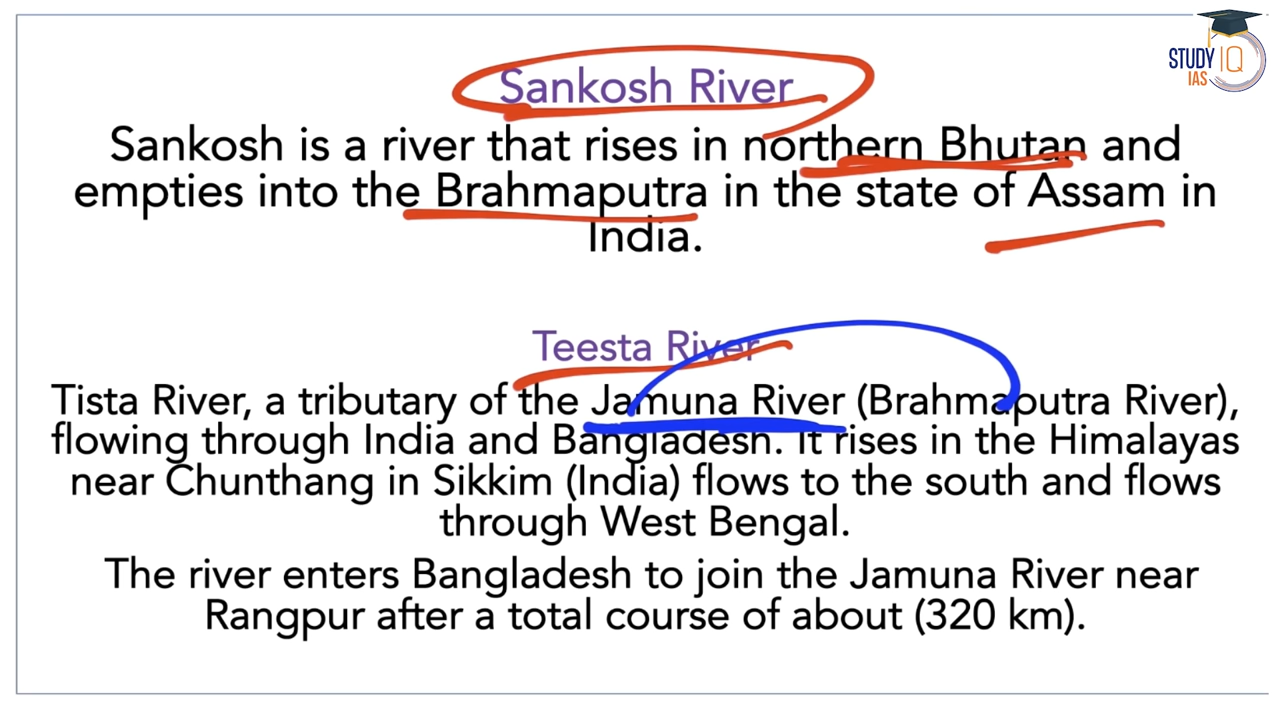 STUDY IQ
IAS
Sankosh River
Sankosh is a river that rises in northern Bhutan and
empties into the Brahmaputra in the state of Assam in
India.
Teesta River
Tista River, a tributary of the Jamuna River (Brahmaputra River),
flowing through India and Bangladesh. It rises in the Himalayas
near Chunthang in Sikkim (India) flows to the south and flows
through West Bengal.
The river enters Bangladesh to join the Jamuna River near
Rangpur after a total course of about (320 km).